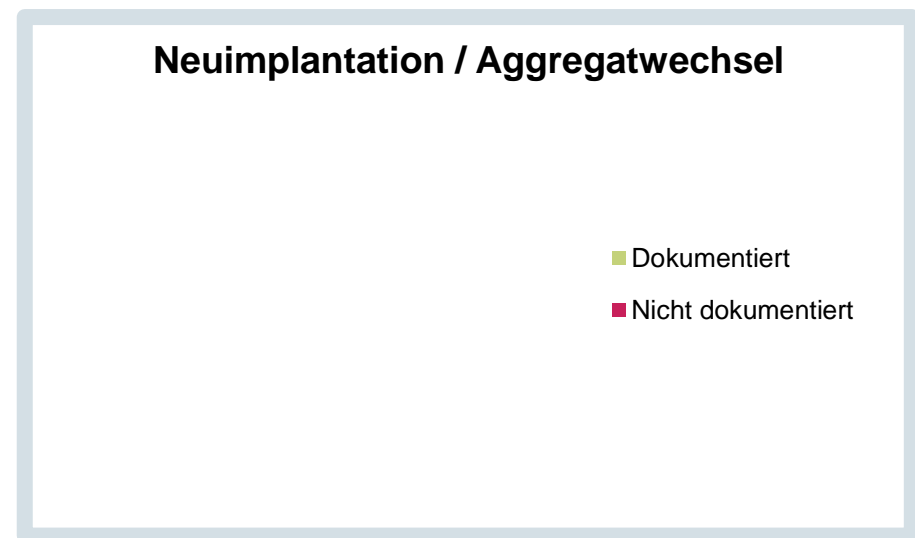 Neuimplantation / Aggregatwechsel
Dokumentiert
Nicht dokumentiert